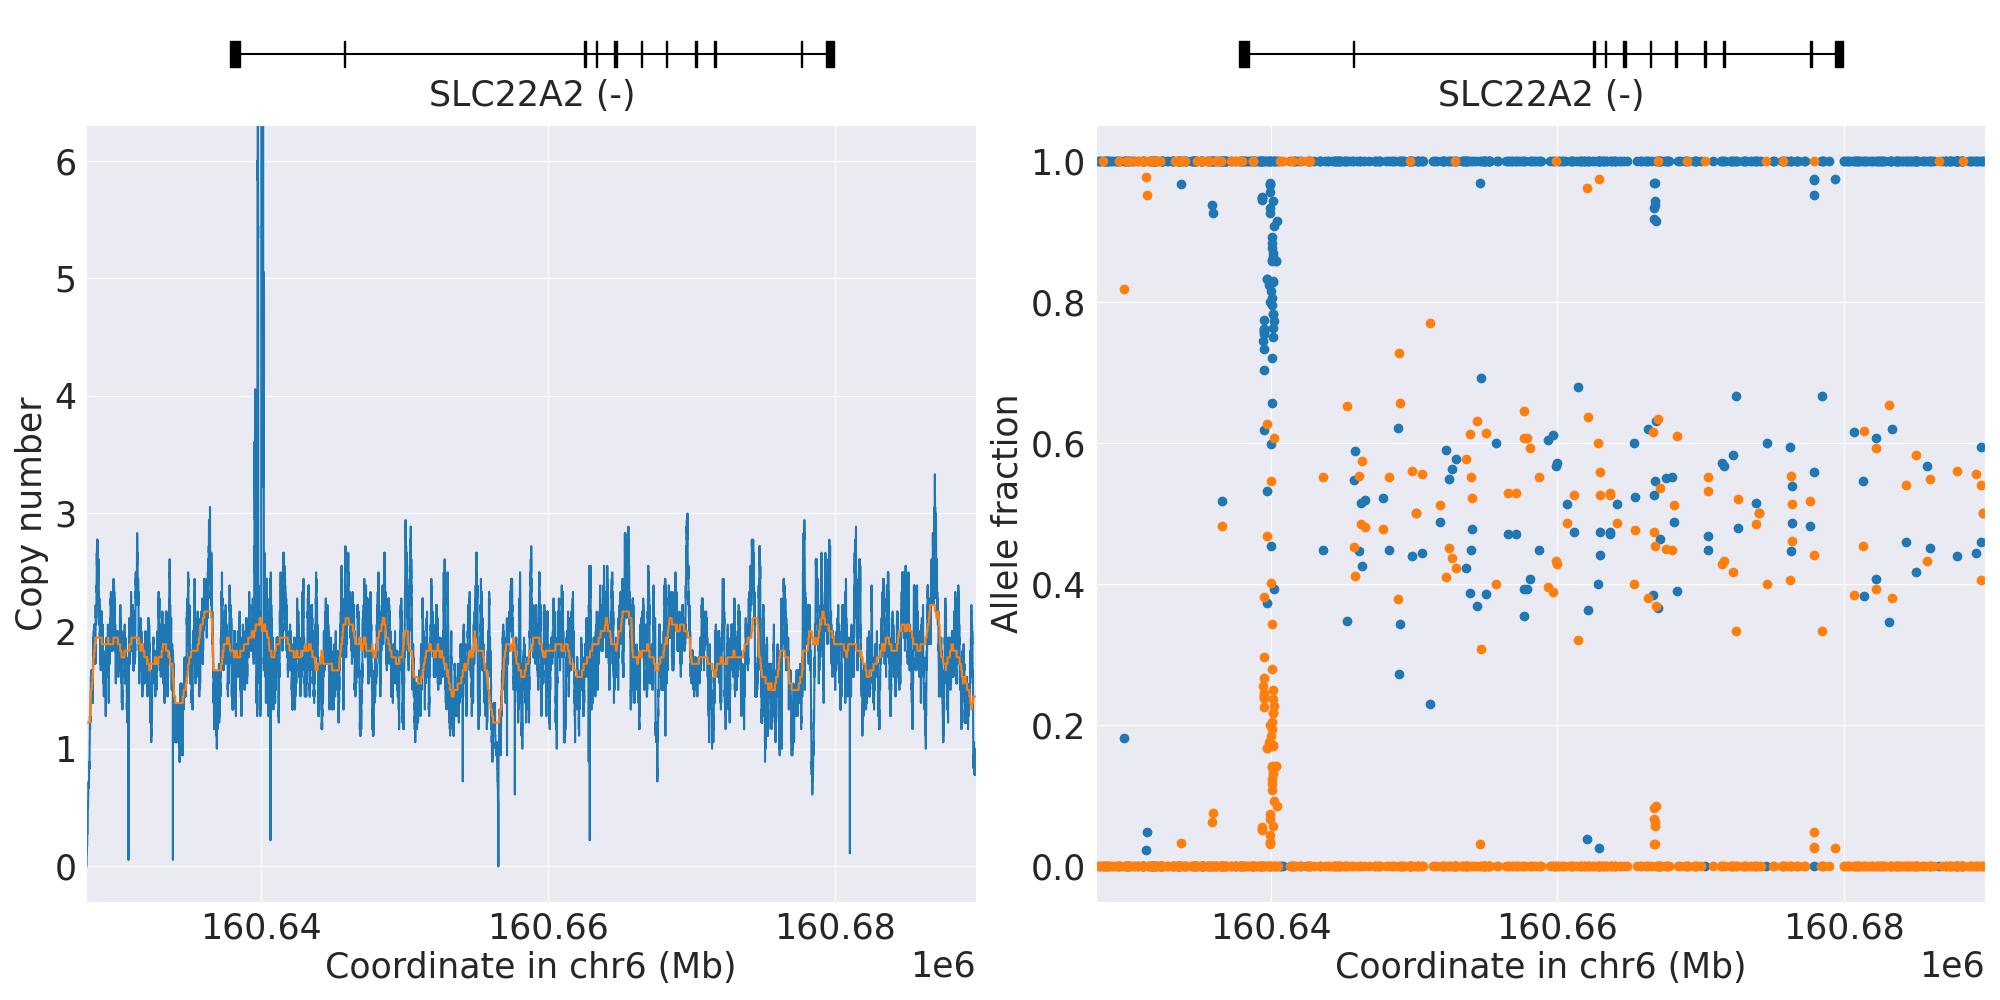 SLC22A2 (-)
6
5
4
3
2
1
0
Copy number
160.64 160.66 160.68
Coordinate in chr6 (Mb) 1e6
SLC22A2 (-)
1.0
0.8
0.6
0.4
0.2
0.0
Allele fraction
160.64 160.66 160.68
Coordinate in chr6 (Mb) 1e6